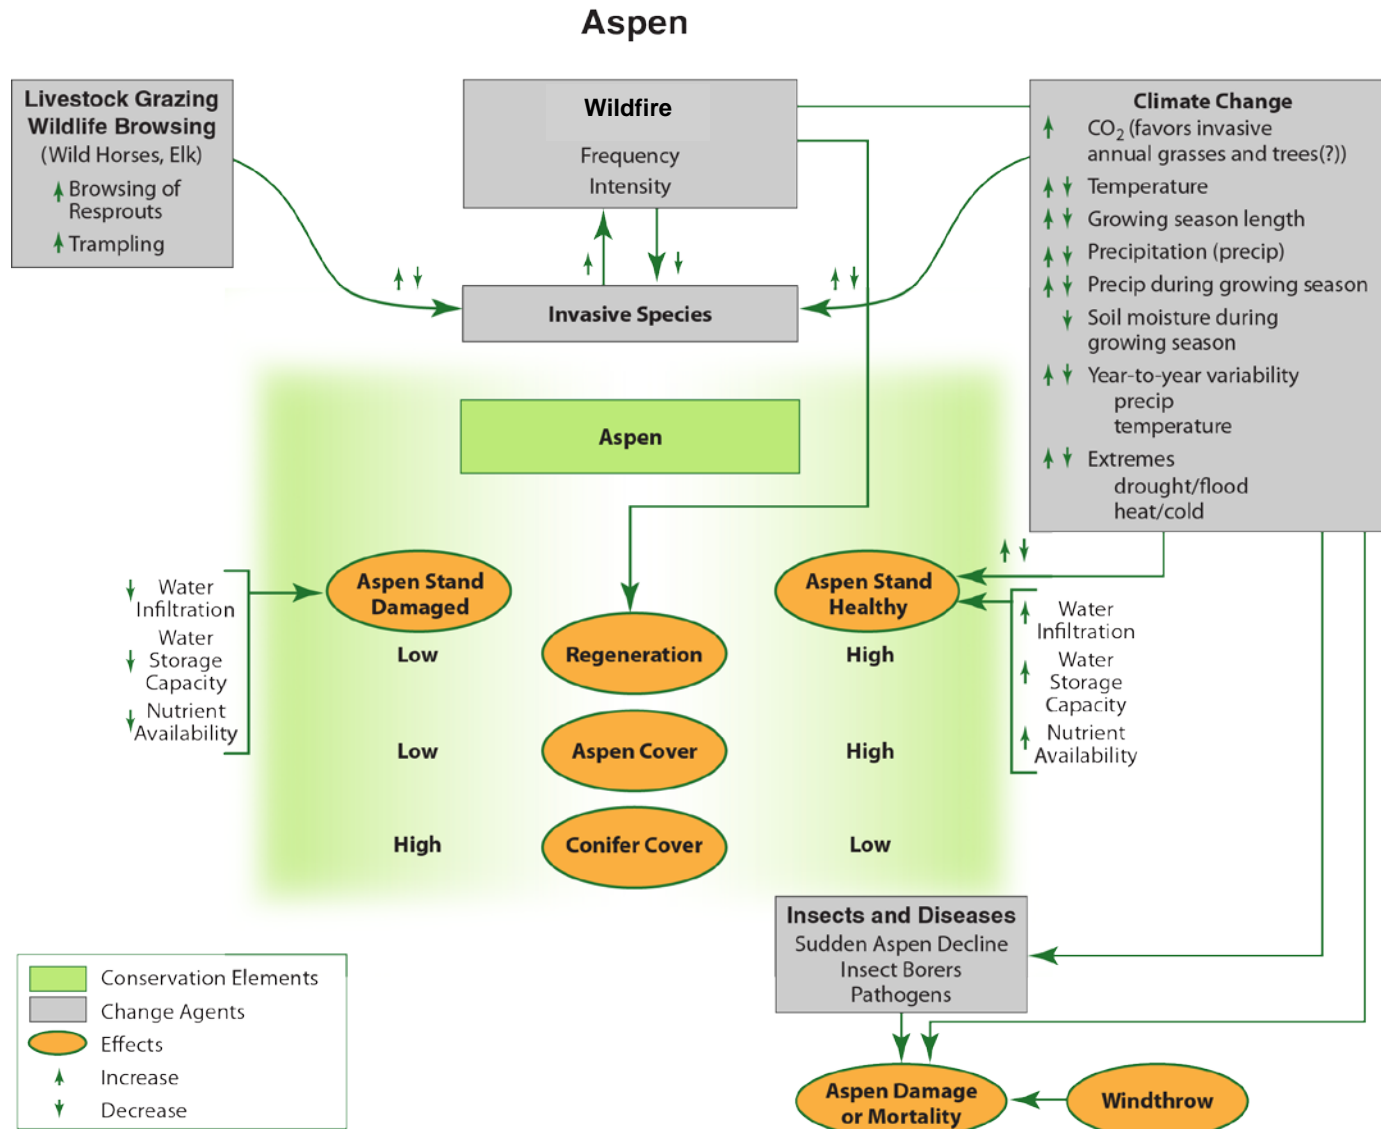 Aspen
Livestock Grazing
Wildlife Browsing
(Wild Horses, Elk)
Browsing of
Resprouts
Trampling
Wildfire
Frequency
Intensity
Invasive Species
Climate Change
CO₂ (favors invasive
annual grasses and trees(?))
Temperature
Growing season length
Precipitation (precip)
Precip during growing season
Soil moisture during
growing season
Year-to-year variability
precip
temperature
Extremes
drought/flood
heat/cold
Aspen
Water
Infiltration
Water
Storage
Capacity
Nutrient
Availability
Aspen Stand
Damaged
Low
Low
High
Regeneration
Aspen Cover
Conifer Cover
Aspen Stand
Healthy
High
High
Low
Water
Infiltration
Water
Storage
Capacity
Nutrient
Availability
Insects and Diseases
Sudden Aspen Decline
Insect Borers
Pathogens
Aspen Damage
or Mortality
Windthrow
Conservation Elements
Change Agents
Effects
Increase
Decrease